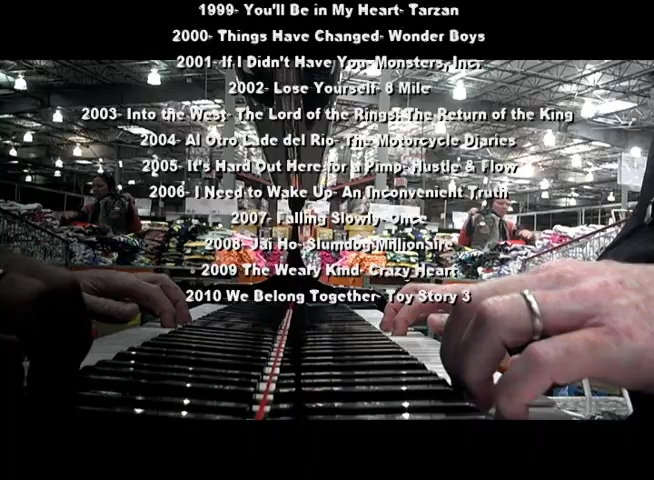 1999- You'll Be in My Heart- Tarzan
2000- Things Have Changed- Wonder Boys
2001- If I Didn't Have You- Monsters, Inc.
2002- Lose Yourself- 8 Mile
2003- Into the West- The Lord of the Rings: The Return of the King
2004- Al Otro Lade del Rio- The Motorcycle Diaries
2005- It's Hard Out Here for a Pimp- Hustle & Flow
2006- I Need to Wake Up- An Inconvenient Truth
2007- Falling Slowly- Once
2008- Jai Ho- Slumdog Millionaire
2009 The Weary Kind- Crazy Heart
2010 We Belong Together- Toy Story 3